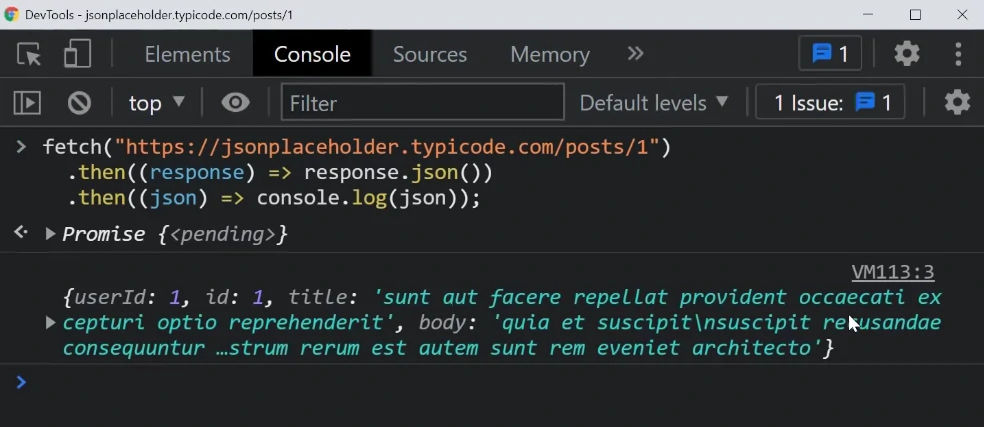 DevTools - jsonplaceholder.typicode.com/posts/1
Elements Console Sources Memory » 1
top ▼ Filter Default levels ▼ 1 Issue: 1
> fetch("https://jsonplaceholder.typicode.com/posts/1")
.then((response) => response.json())
.then((json) => console.log(json));
Promise {<pending>}
VM113:3
{userId: 1, id: 1, title: 'sunt aut facere repellat provident occaecati ex
cepturi optio reprehenderit', body: 'quia et suscipit\nsuscipit recusandae
consequuntur …strum rerum est autem sunt rem eveniet architecto'}
>